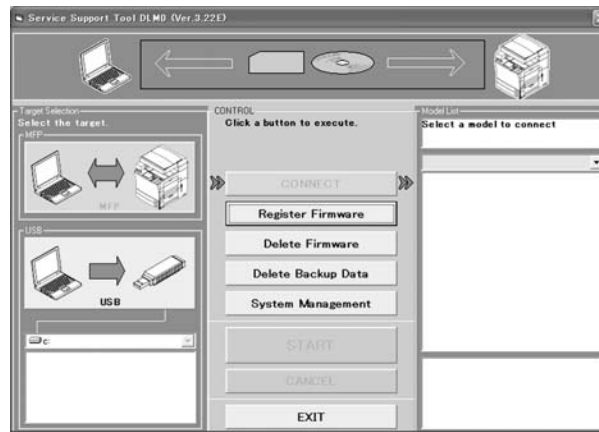 Service Support Tool DLM0 (Ver.3.22E)
Target Selection
Select the target.
MFP
MFP
USB
USB
c:
CONTROL
Click a button to execute.
CONNECT
Register Firmware
Delete Firmware
Delete Backup Data
System Management
START
CANCEL
EXIT
Model List
Select a model to connect